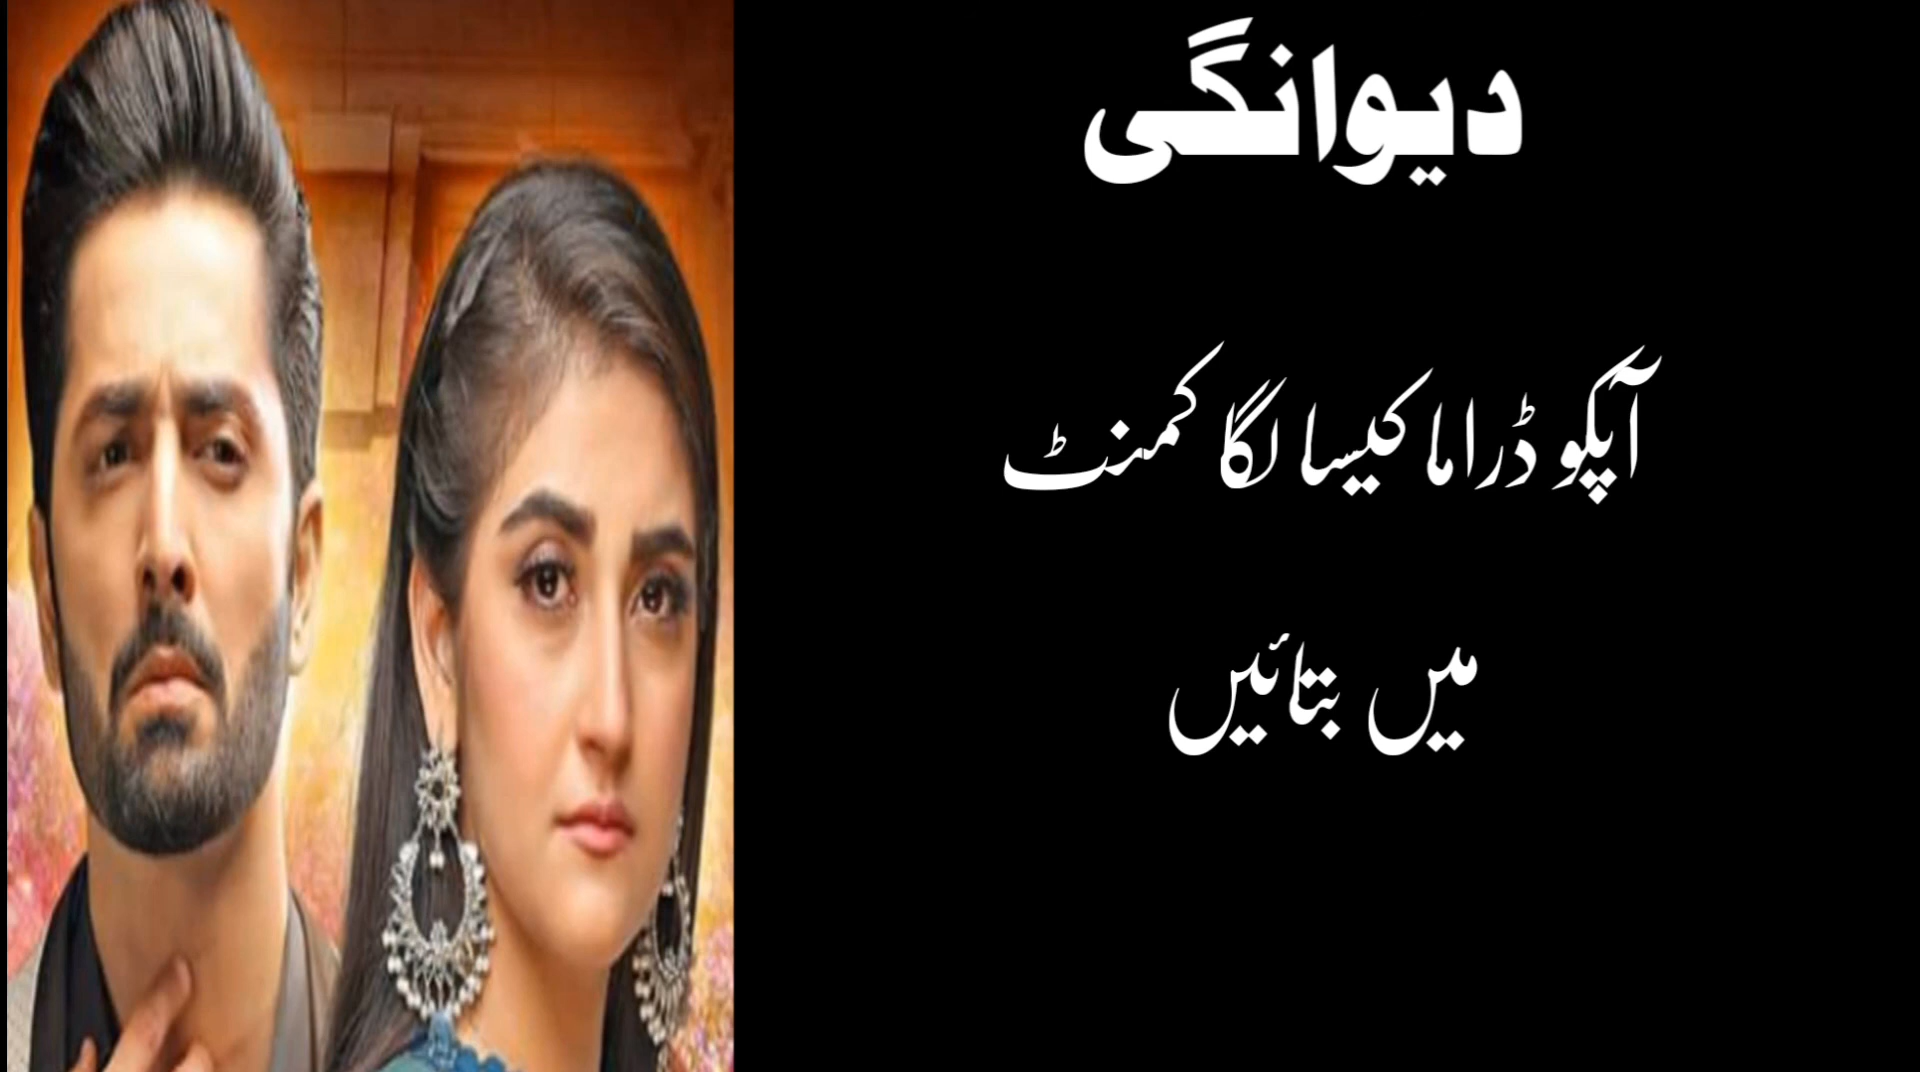 دیوانگی
آپکو ڈراما کیسا لگا کمنٹ
میں بتائیں